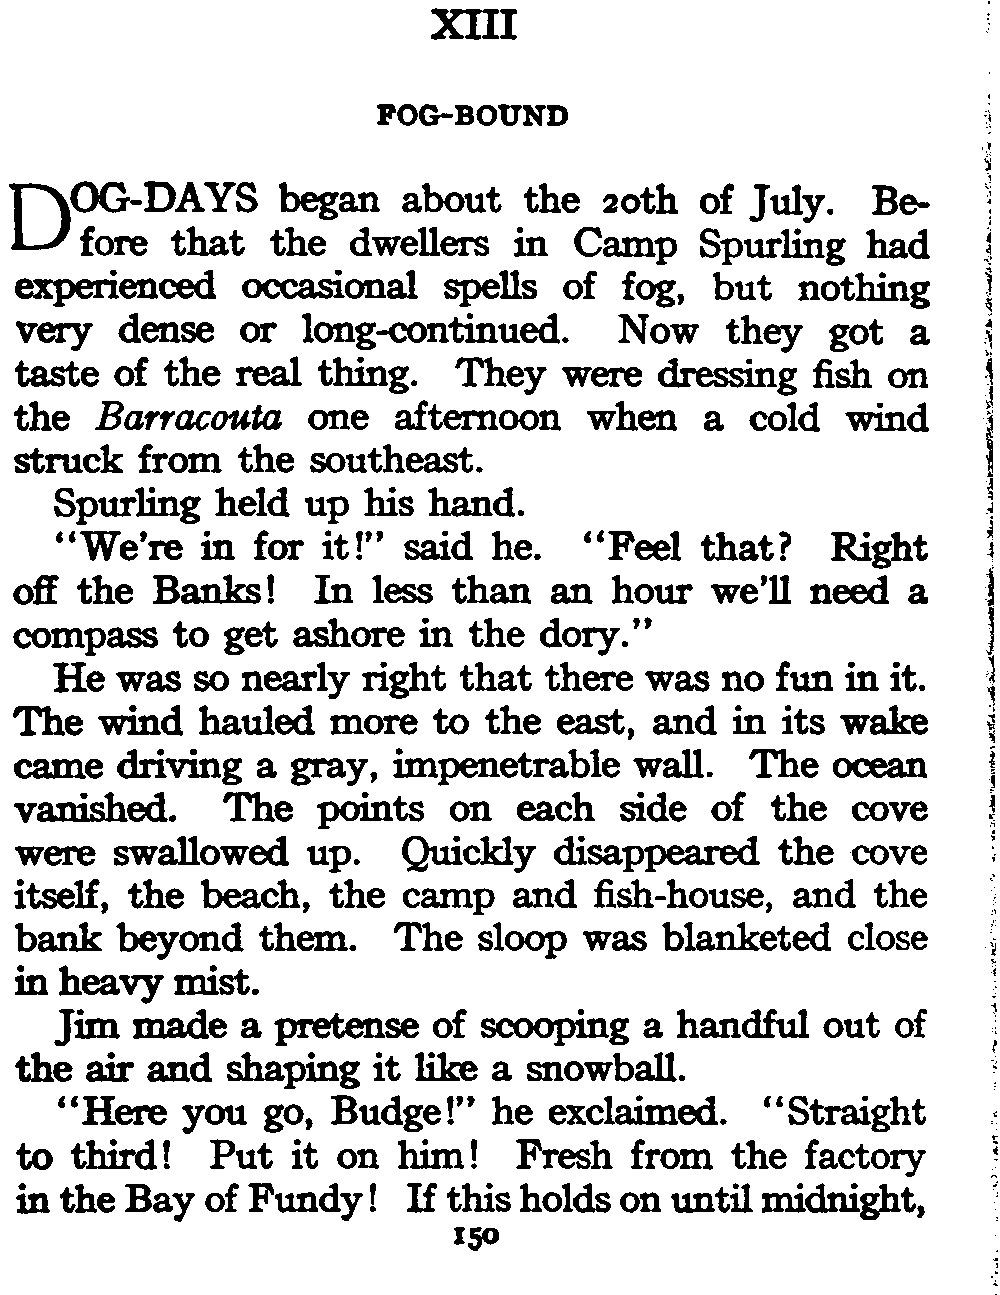 XIII
FOG-BOUND
DOG-DAYS began about the 20th of July. Be-
fore that the dwellers in Camp Spurling had
experienced occasional spells of fog, but nothing
very dense or long-continued. Now they got a
taste of the real thing. They were dressing fish on
the Barracouta one afternoon when a cold wind
struck from the southeast.
Spurling held up his hand.
"We're in for it!" said he. "Feel that? Right
off the Banks! In less than an hour we'll need a
compass to get ashore in the dory."
He was so nearly right that there was no fun in it.
The wind hauled more to the east, and in its wake
came driving a gray, impenetrable wall. The ocean
vanished. The points on each side of the cove
were swallowed up. Quickly disappeared the cove
itself, the beach, the camp and fish-house, and the
bank beyond them. The sloop was blanketed close
in heavy mist.
Jim made a pretense of scooping a handful out of
the air and shaping it like a snowball.
"Here you go, Budge!" he exclaimed. "Straight
to third! Put it on him! Fresh from the factory
in the Bay of Fundy! If this holds on until midnight,
150